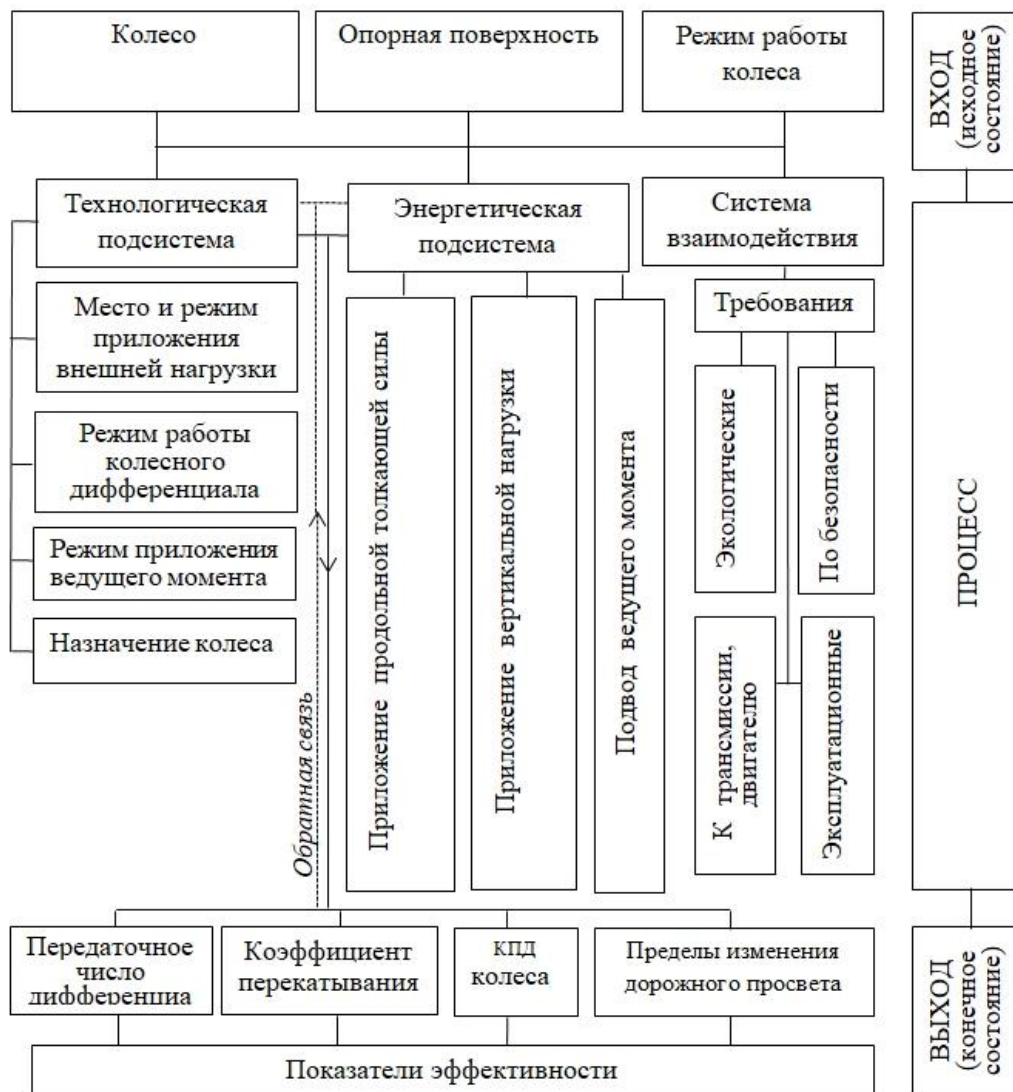 Колесо
Опорная поверхность
Режим работы
колеса
ВХОД
(исходное
состояние)
Технологическая
подсистема
Энергетическая
подсистема
Система
взаимодействия
Место и режим
приложения
внешней нагрузки
Режим работы
колесного
дифференциала
Режим приложения
ведущего момента
Назначение колеса
Обратная связь
Приложение продольной толкающей силы
Приложение вертикальной нагрузки
Подвод ведущего момента
Требования
Экологические
По безопасности
К трансмиссии,
двигателю
Эксплуатационные
ПРОЦЕСС
Передаточное
число
дифференциа
Коэффициент
перекатывания
КПД
колеса
Пределы изменения
дорожного просвета
ВЫХОД
(конечное
состояние)
Показатели эффективности